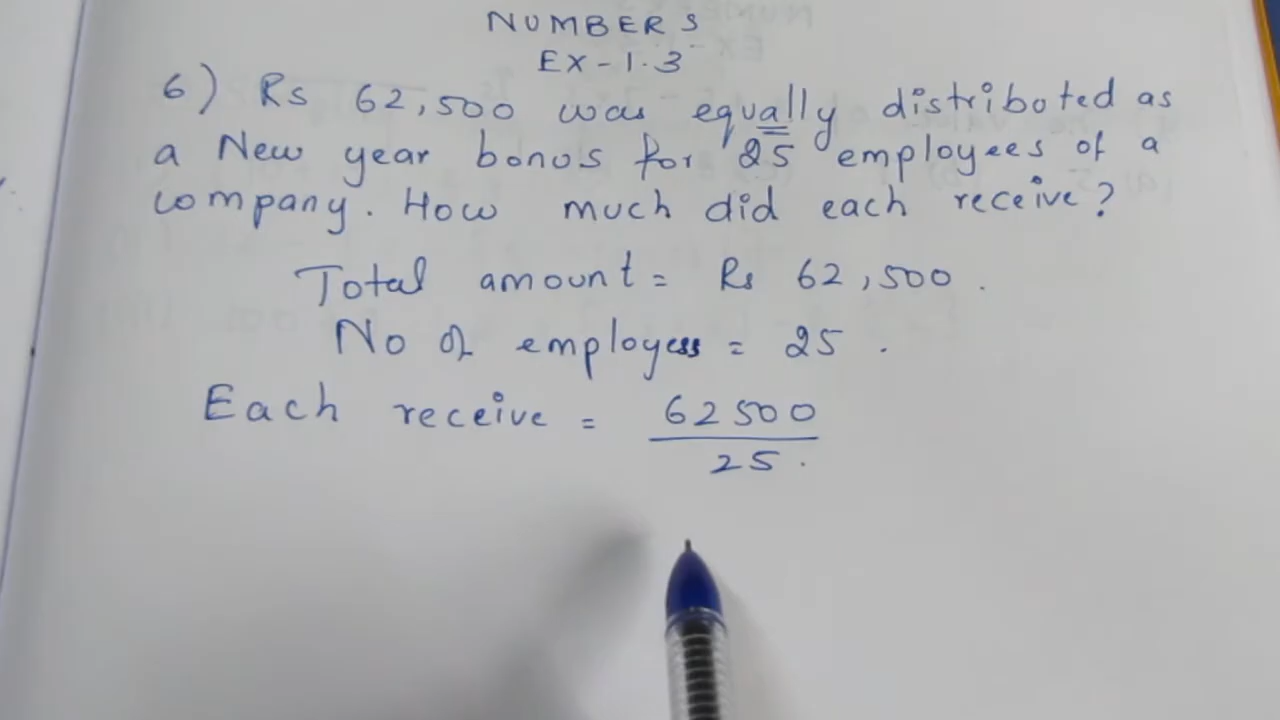 NUMBERS
EX-1.3
6) Rs 62,500 was equally distributed as
a New year bonus for 25 employees of a
company. How much did each receive?
Total amount = Rs 62,500.
No of employess = 25.
Each receive = 62500
25.